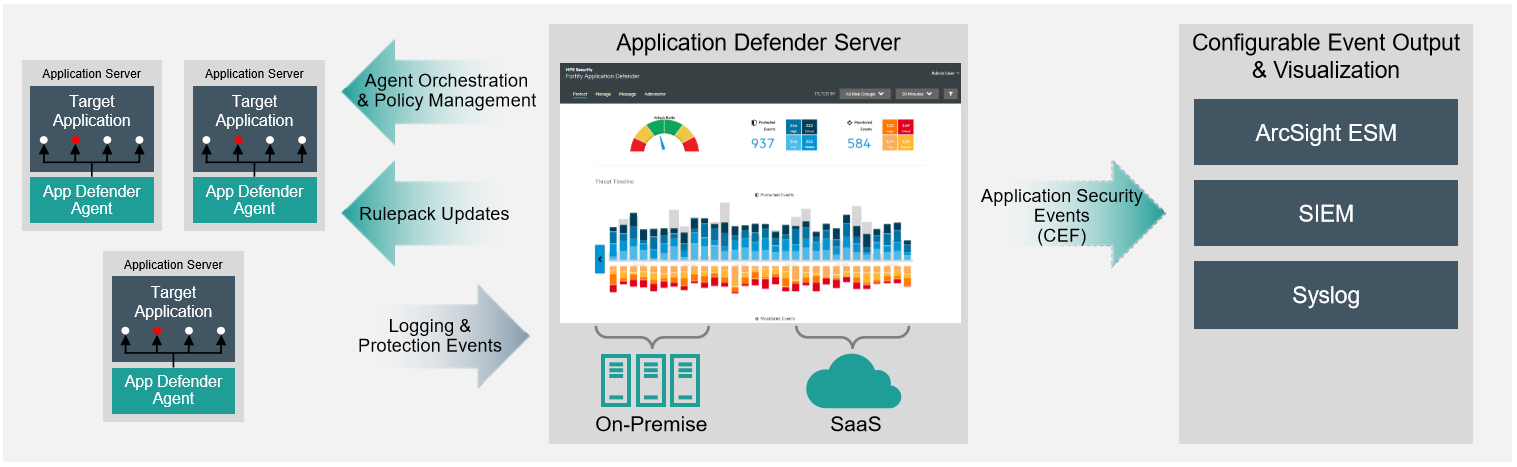 Application Server
Target
Application
App Defender
Agent
Application Server
Target
Application
App Defender
Agent
Application Server
Target
Application
App Defender
Agent
Agent Orchestration
& Policy Management
Rulepack Updates
Logging &
Protection Events
Application Defender Server
HPE Security
Fortify Application Defender
Admin User
Protect Manage Message Administer
FILTER BY All Risk Groups 30 Minutes
Attack Ratio
Protected
Events
937
Monitored
Events
584
Threat Timeline
Protected Events
Monitored Events
On-Premise
SaaS
Application Security
Events
(CEF)
Configurable Event Output
& Visualization
ArcSight ESM
SIEM
Syslog